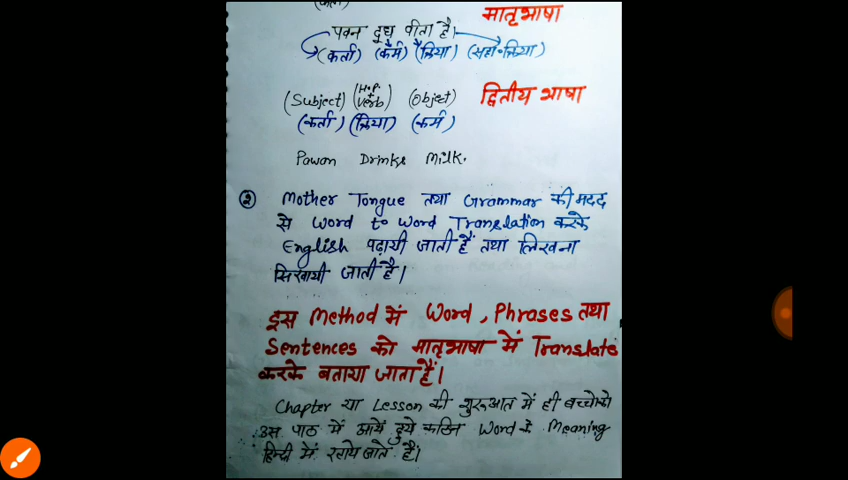 (कर्ता)
मातृभाषा
पवन दूध पीता है।
(कर्ता) (कर्म) (क्रिया) (सहा॰क्रिया)
(Subject) (H.P. + Verb) (Object) द्वितीय भाषा
(कर्ता) (क्रिया) (कर्म)
Pawan Drinks Milk.
② Mother Tongue तथा Grammar की मदद
से Word to Word Translation करके
English पढ़ायी जाती हैं तथा लिखना
सिखायी जाती है।
इस Method में Word, Phrases तथा
Sentences को मातृभाषा में Translate
करके बताया जाता हैं।
Chapter या Lesson की शुरुआत में ही बच्चोको
उस पाठ में आये हुये कठिन Word के Meaning
हिन्दी में रटाये जाते हैं।